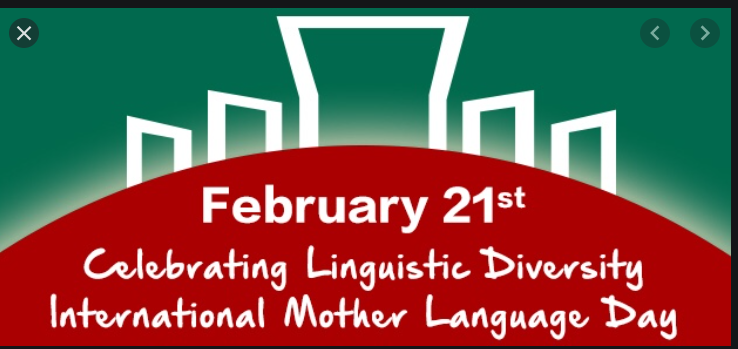 February 21st
Celebrating Linguistic Diversity
International Mother Language Day